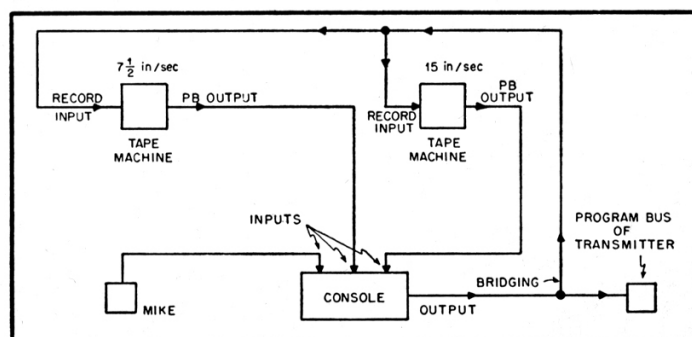 7 1/2 in/sec
RECORD
INPUT
PB OUTPUT
TAPE
MACHINE
15 in/sec
RECORD
INPUT
PB
OUTPUT
TAPE
MACHINE
INPUTS
PROGRAM BUS
OF
TRANSMITTER
MIKE
CONSOLE
OUTPUT
BRIDGING